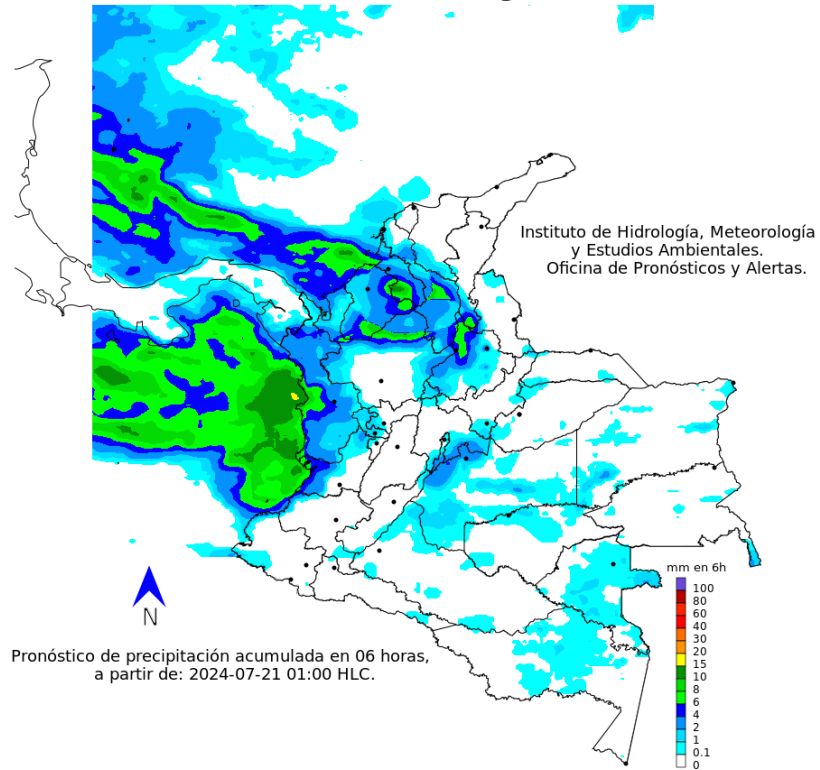 Instituto de Hidrología, Meteorología
y Estudios Ambientales.
Oficina de Pronósticos y Alertas.
mm en 6h
100
80
60
40
30
20
15
10
8
6
4
2
1
0.1
0
N
Pronóstico de precipitación acumulada en 06 horas,
a partir de: 2024-07-21 01:00 HLC.